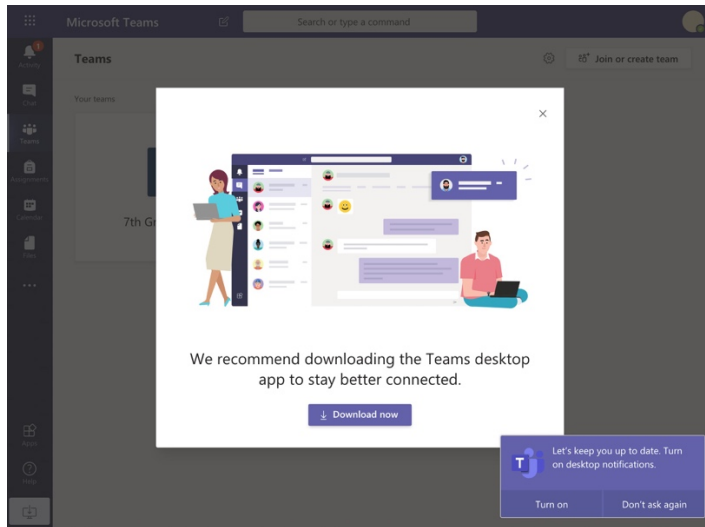 Microsoft Teams
Search or type a command
1
Activity
Teams
Join or create team
Chat
Your teams
Teams
Assignments
7th Gr
Calendar
Files
We recommend downloading the Teams desktop
app to stay better connected.
Download now
Apps
Let's keep you up to date. Turn
on desktop notifications.
T
Help
Turn on
Don't ask again